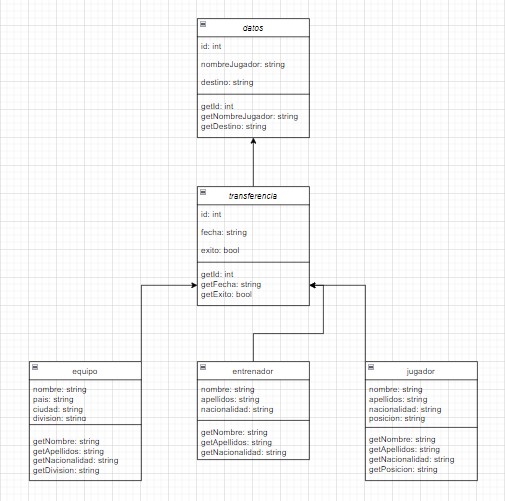 datos
id: int
nombreJugador: string
destino: string
getId: int
getNombreJugador: string
getDestino: string
transferencia
id: int
fecha: string
exito: bool
getId: int
getFecha: string
getExito: bool
equipo
nombre: string
pais: string
ciudad: string
division: string
getNombre: string
getApellidos: string
getNacionalidad: string
getDivision: string
entrenador
nombre: string
apellidos: string
nacionalidad: string
getNombre: string
getApellidos: string
getNacionalidad: string
jugador
nombre: string
apellidos: string
nacionalidad: string
posicion: string
getNombre: string
getApellidos: string
getNacionalidad: string
getPosicion: string